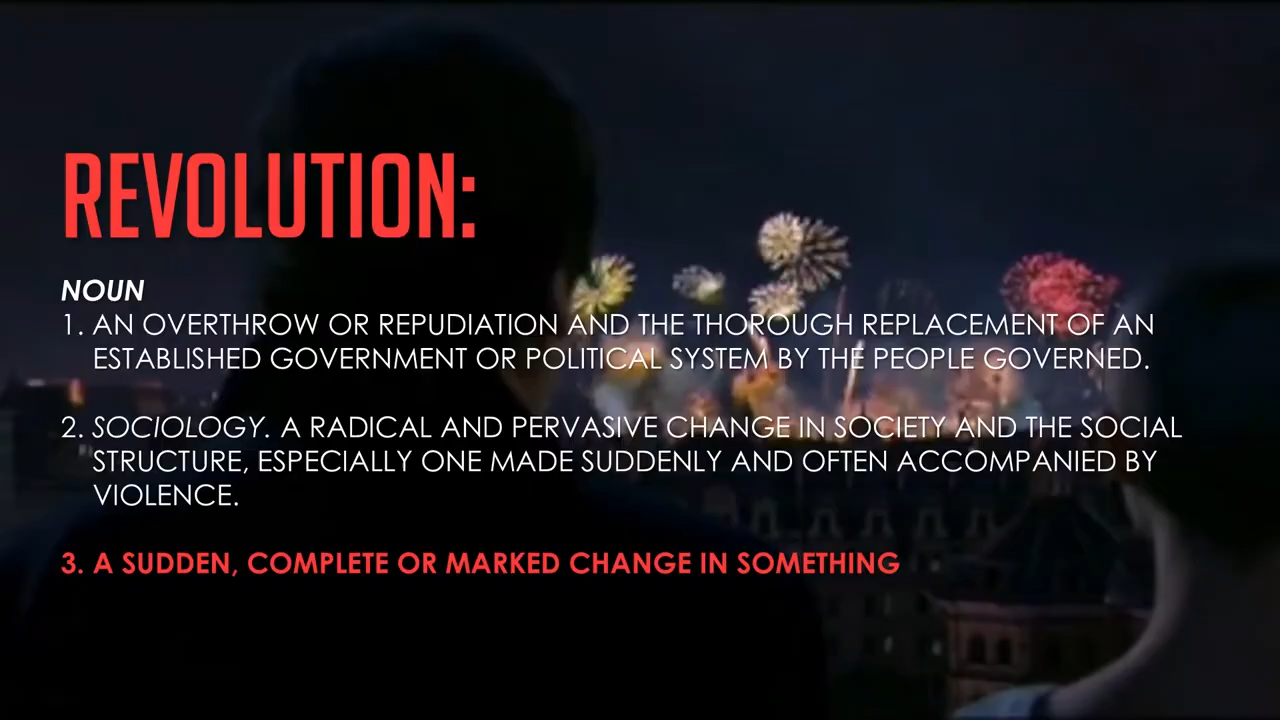 REVOLUTION:
NOUN
1. AN OVERTHROW OR REPUDIATION AND THE THOROUGH REPLACEMENT OF AN
ESTABLISHED GOVERNMENT OR POLITICAL SYSTEM BY THE PEOPLE GOVERNED.
2. SOCIOLOGY. A RADICAL AND PERVASIVE CHANGE IN SOCIETY AND THE SOCIAL
STRUCTURE, ESPECIALLY ONE MADE SUDDENLY AND OFTEN ACCOMPANIED BY
VIOLENCE.
3. A SUDDEN, COMPLETE OR MARKED CHANGE IN SOMETHING